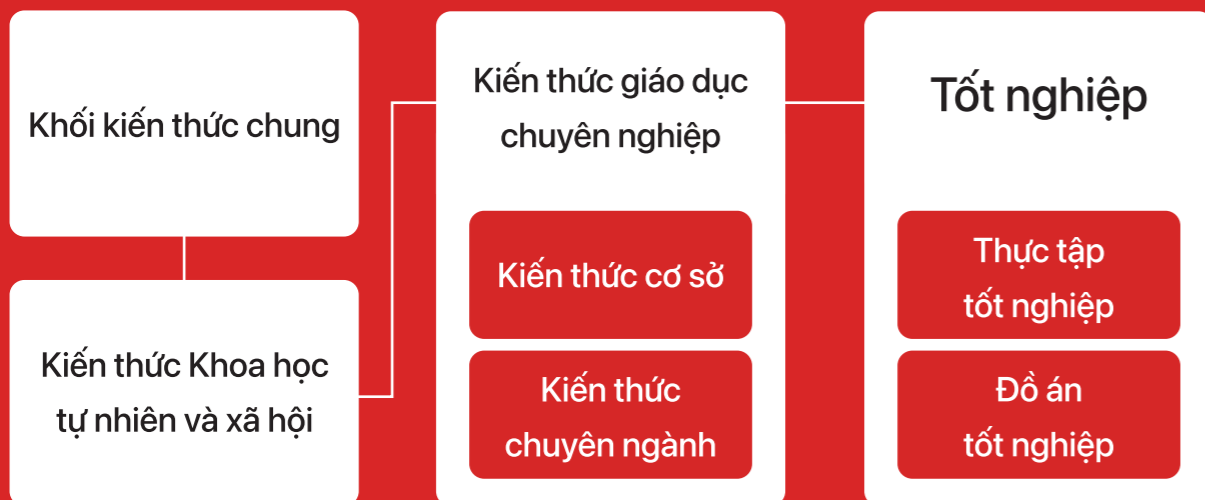 Khối kiến thức chung
Kiến thức Khoa học
tự nhiên và xã hội
Kiến thức giáo dục
chuyên nghiệp
Kiến thức cơ sở
Kiến thức
chuyên ngành
Tốt nghiệp
Thực tập
tốt nghiệp
Đồ án
tốt nghiệp